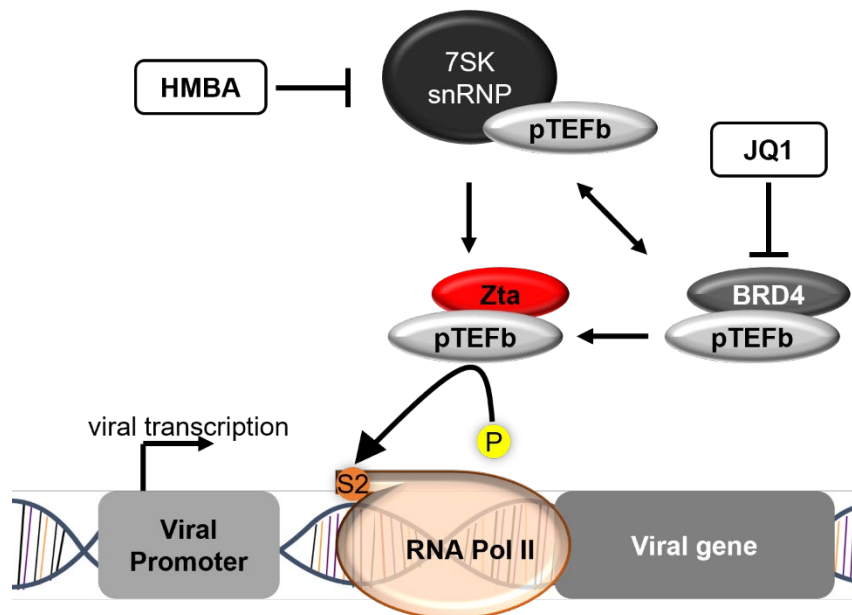 7SK
snRNP
HMBA
pTEFb
JQ1
Zta
BRD4
pTEFb
pTEFb
viral transcription
P
S2
Viral
Promoter
RNA Pol II
Viral gene